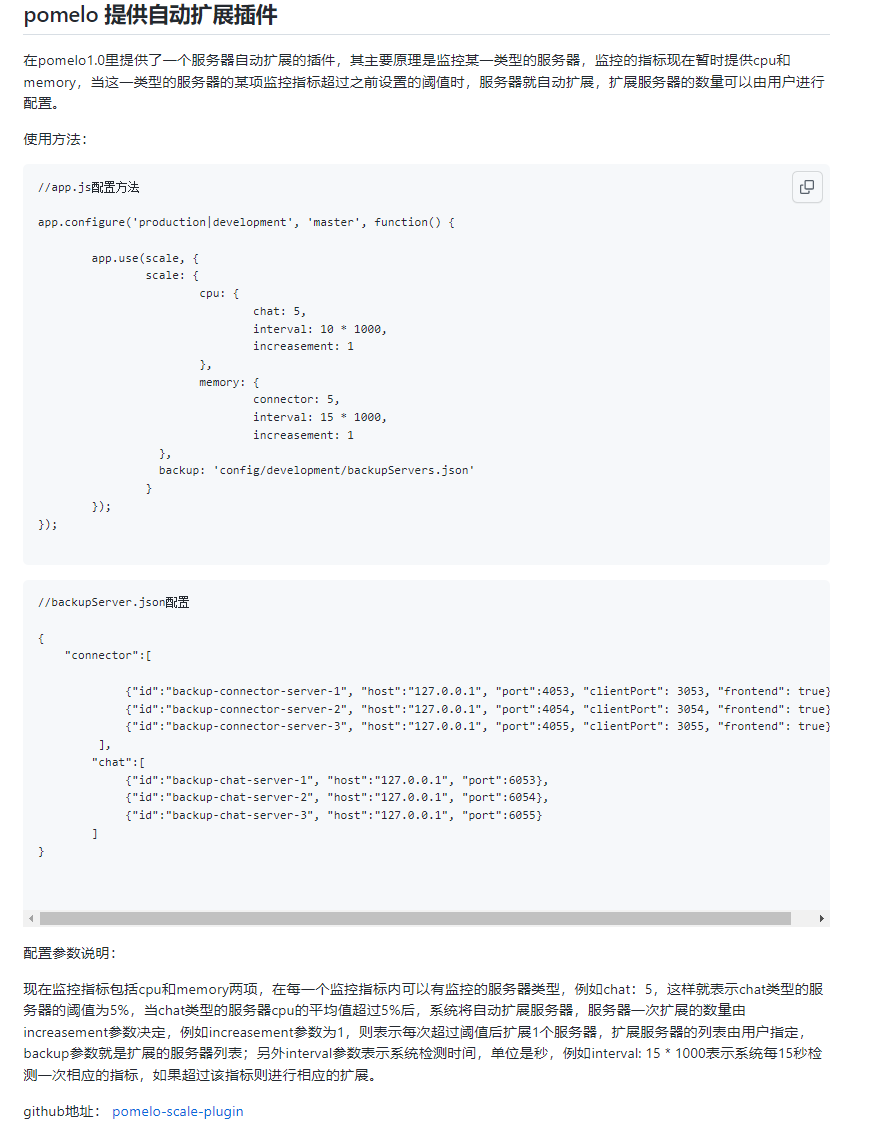 pomelo 提供自动扩展插件
在pomelo1.0里提供了一个服务器自动扩展的插件，其主要原理是监控某一类型的服务器，监控的指标现在暂时提供cpu和
memory，当这一类型的服务器的某项监控指标超过之前设置的阈值时，服务器就自动扩展，扩展服务器的数量可以由用户进行
配置。
使用方法：
//app.js配置方法
app.configure('production|development', 'master', function() {
app.use(scale, {
scale: {
cpu: {
chat: 5,
interval: 10 * 1000,
increasement: 1
},
memory: {
connector: 5,
interval: 15 * 1000,
increasement: 1
},
backup: 'config/development/backupServers.json'
}
});
});
//backupServer.json配置
{
"connector":[
{"id":"backup-connector-server-1", "host":"127.0.0.1", "port":4053, "clientPort": 3053, "frontend": true}
{"id":"backup-connector-server-2", "host":"127.0.0.1", "port":4054, "clientPort": 3054, "frontend": true}
{"id":"backup-connector-server-3", "host":"127.0.0.1", "port":4055, "clientPort": 3055, "frontend": true}
],
"chat":[
{"id":"backup-chat-server-1", "host":"127.0.0.1", "port":6053},
{"id":"backup-chat-server-2", "host":"127.0.0.1", "port":6054},
{"id":"backup-chat-server-3", "host":"127.0.0.1", "port":6055}
]
}
配置参数说明：
现在监控指标包括cpu和memory两项，在每一个监控指标内可以有监控的服务器类型，例如chat：5，这样就表示chat类型的服
务器的阈值为5%，当chat类型的服务器cpu的平均值超过5%后，系统将自动扩展服务器，服务器一次扩展的数量由
increasement参数决定，例如increasement参数为1，则表示每次超过阈值后扩展1个服务器，扩展服务器的列表由用户指定，
backup参数就是扩展的服务器列表；另外interval参数表示系统检测时间，单位是秒，例如interval: 15 * 1000表示系统每15秒检
测一次相应的指标，如果超过该指标则进行相应的扩展。
github地址： pomelo-scale-plugin